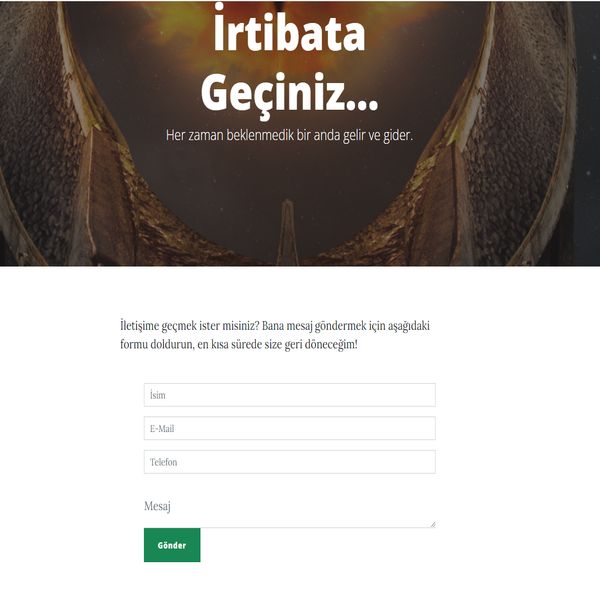 İrtibata
Geçiniz...
Her zaman beklenmedik bir anda gelir ve gider.
İletişime geçmek ister misiniz? Bana mesaj göndermek için aşağıdaki
formu doldurun, en kısa sürede size geri döneceğim!
İsim
E-Mail
Telefon
Mesaj
Gönder